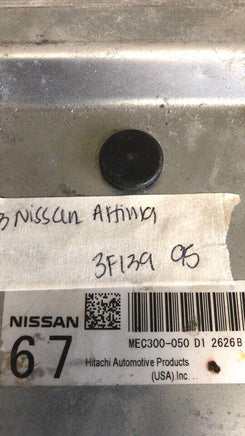 3 Nissan Altima
3F139 95
NISSAN
67
MEC300-050 D1 2626B
Hitachi Automotive Products
(USA).Inc.